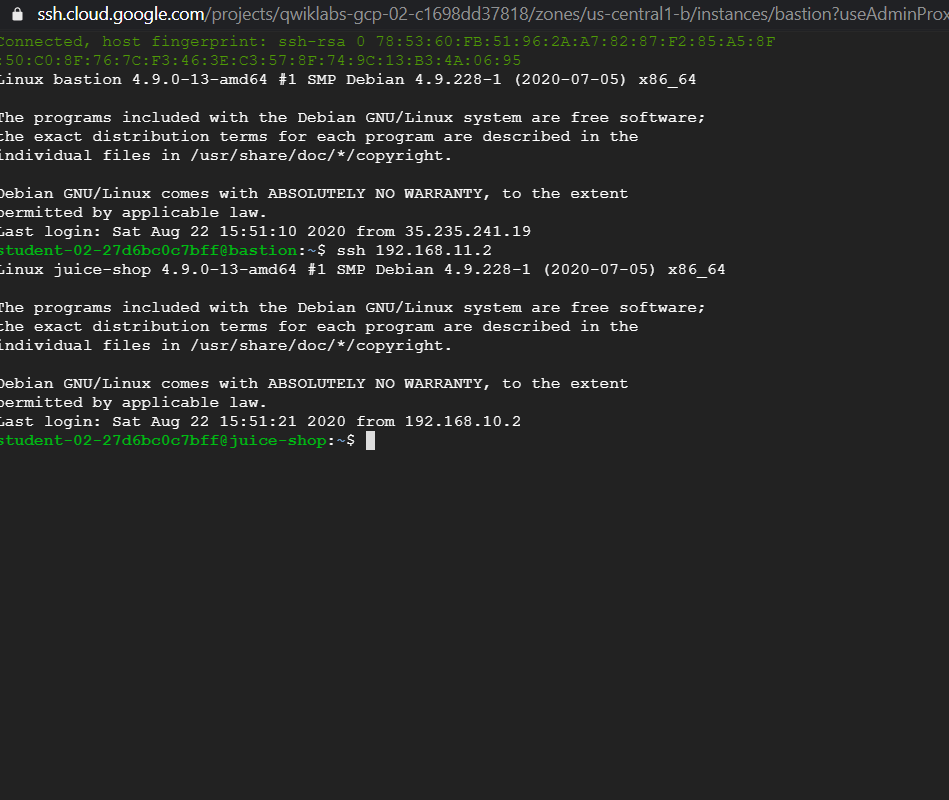 ssh.cloud.google.com/projects/qwiklabs-gcp-02-c1698dd37818/zones/us-central1-b/instances/bastion?useAdminProx
Connected, host fingerprint: ssh-rsa 0 78:53:60:FB:51:96:2A:A7:82:87:F2:85:A5:8F
:50:C0:8F:76:7C:F3:46:3E:C3:57:8F:74:9C:13:B3:4A:06:95
Linux bastion 4.9.0-13-amd64 #1 SMP Debian 4.9.228-1 (2020-07-05) x86_64
The programs included with the Debian GNU/Linux system are free software;
the exact distribution terms for each program are described in the
individual files in /usr/share/doc/*/copyright.
Debian GNU/Linux comes with ABSOLUTELY NO WARRANTY, to the extent
permitted by applicable law.
Last login: Sat Aug 22 15:51:10 2020 from 35.235.241.19
student-02-27d6bc0c7bff@bastion:~$ ssh 192.168.11.2
Linux juice-shop 4.9.0-13-amd64 #1 SMP Debian 4.9.228-1 (2020-07-05) x86_64
The programs included with the Debian GNU/Linux system are free software;
the exact distribution terms for each program are described in the
individual files in /usr/share/doc/*/copyright.
Debian GNU/Linux comes with ABSOLUTELY NO WARRANTY, to the extent
permitted by applicable law.
Last login: Sat Aug 22 15:51:21 2020 from 192.168.10.2
student-02-27d6bc0c7bff@juice-shop:~$